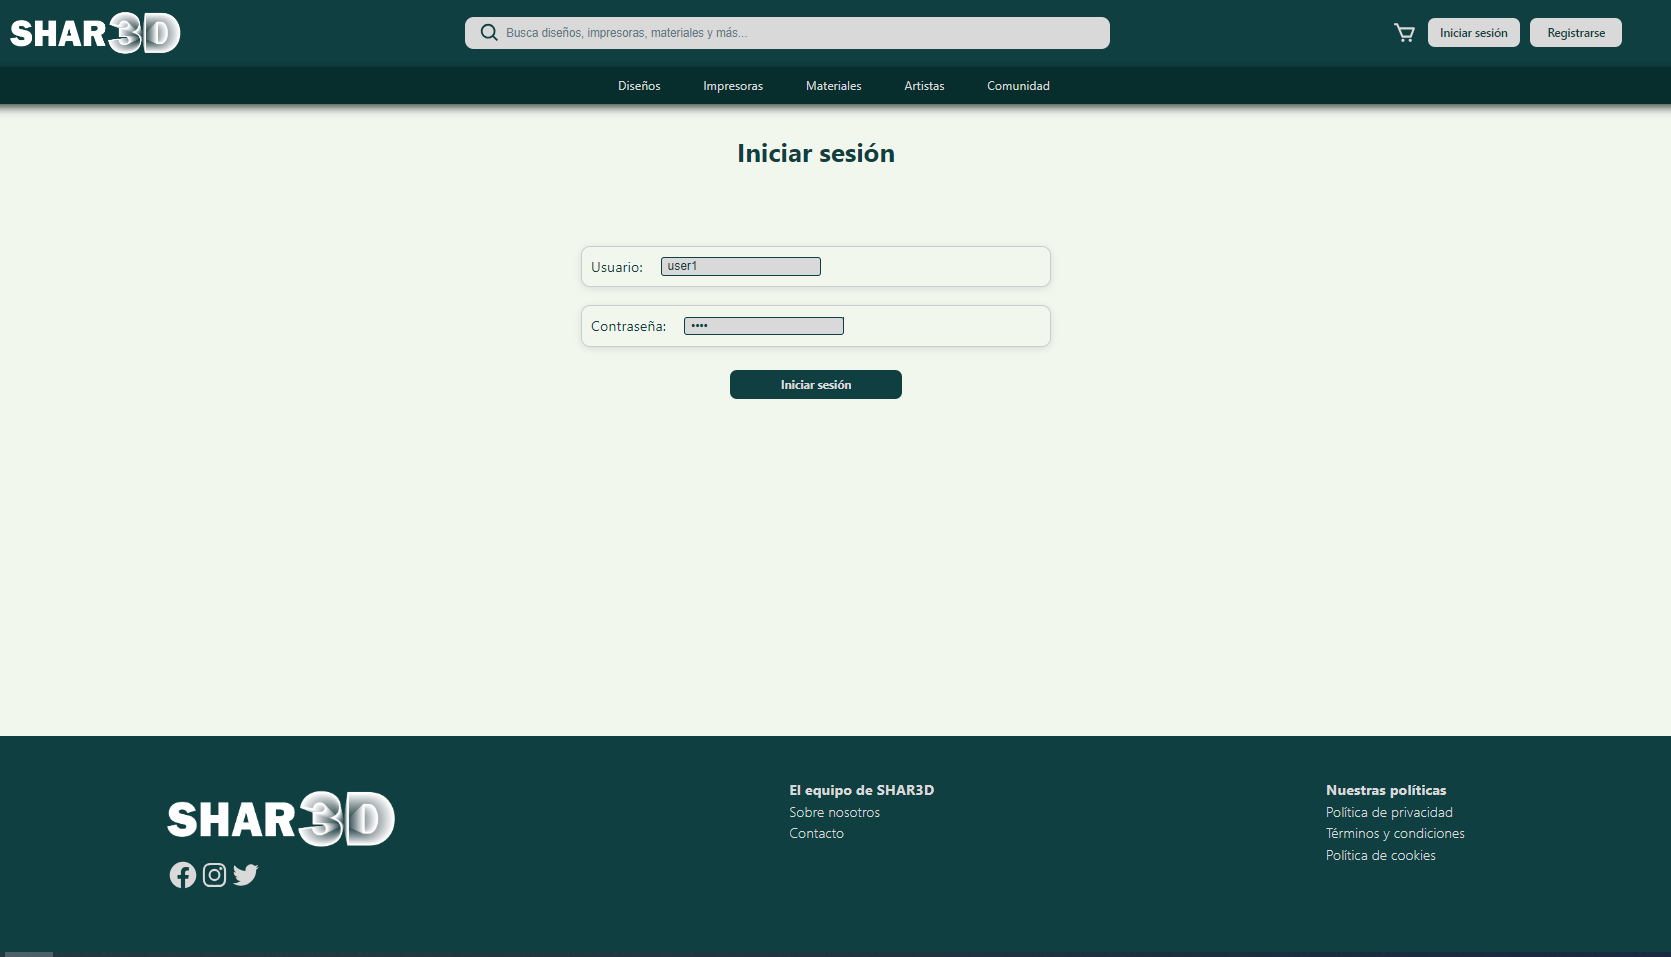 SHAR3D
Busca diseños, impresoras, materiales y más...
Iniciar sesión
Registrarse
Diseños
Impresoras
Materiales
Artistas
Comunidad
Iniciar sesión
Usuario: user1
Contraseña: ••••
Iniciar sesión
SHAR3D
El equipo de SHAR3D
Sobre nosotros
Contacto
Nuestras políticas
Política de privacidad
Términos y condiciones
Política de cookies